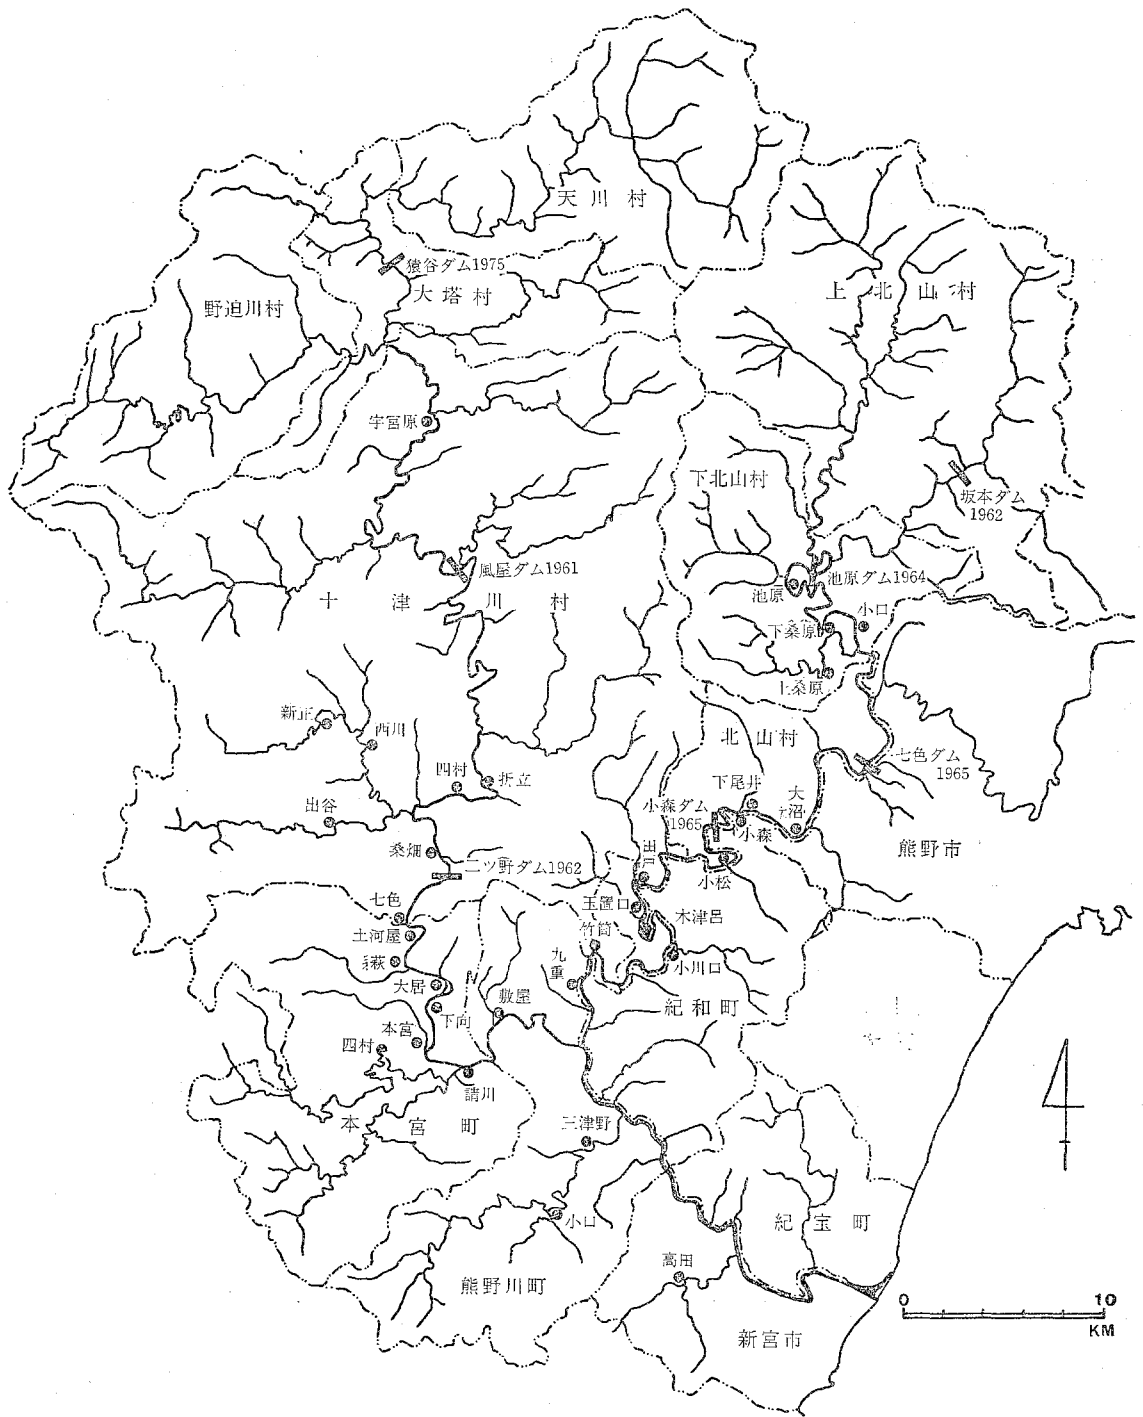 天川村
猿谷ダム1975
大塔村
野迫川村
上北山村
宇宮原
下北山村
坂本ダム
1962
風屋ダム1961
池原ダム1964
池原
十津川村
小口
下桑原
上桑原
新正
西川
北山村
七色ダム
1965
四村
折立
下尾井
大沼
小森ダム
1965
小森
出谷
熊野市
桑畑
二ツ野ダム1962
小松
七色
玉置口
木津呂
土河屋
竹筒
萩
九重
小川口
大居
敷屋
紀和町
下向
本宮
四村
請川
本宮町
三津野
小口
紀宝町
高田
熊野川町
新宮市
0 10
KM